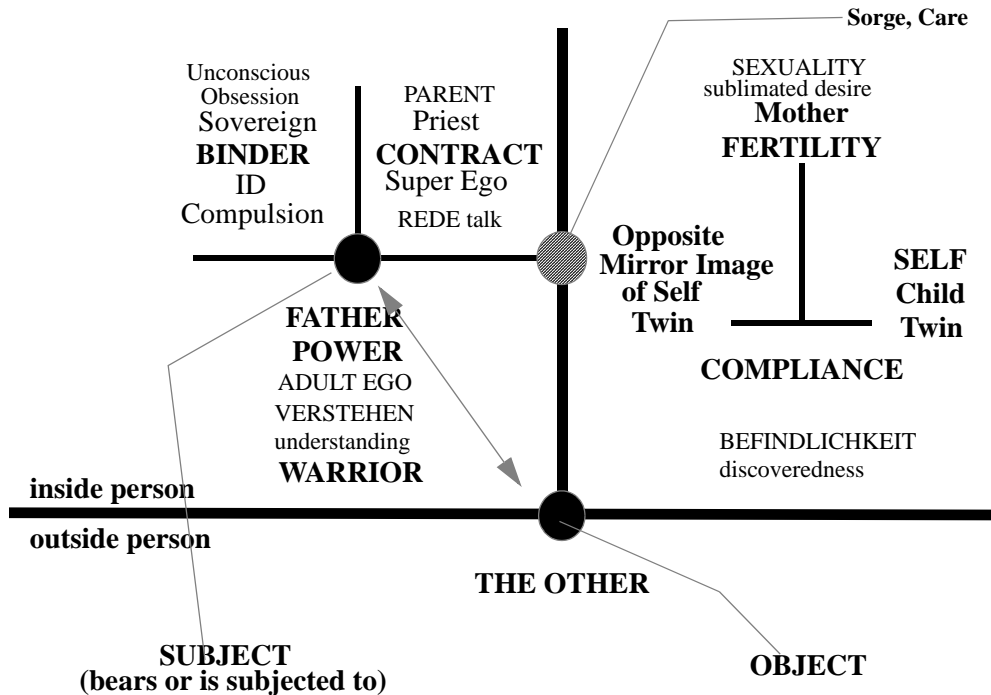 Sorge, Care
Unconscious
Obsession
Sovereign
BINDER
ID
Compulsion
PARENT
Priest
CONTRACT
Super Ego
REDE talk
SEXUALITY
sublimated desire
Mother
FERTILITY
Opposite
Mirror Image
of Self
Twin
SELF
Child
Twin
COMPLIANCE
FATHER
POWER
ADULT EGO
VERSTEHEN
understanding
WARRIOR
BEFINDLICHKEIT
discoveredness
inside person
outside person
THE OTHER
SUBJECT
(bears or is subjected to)
OBJECT